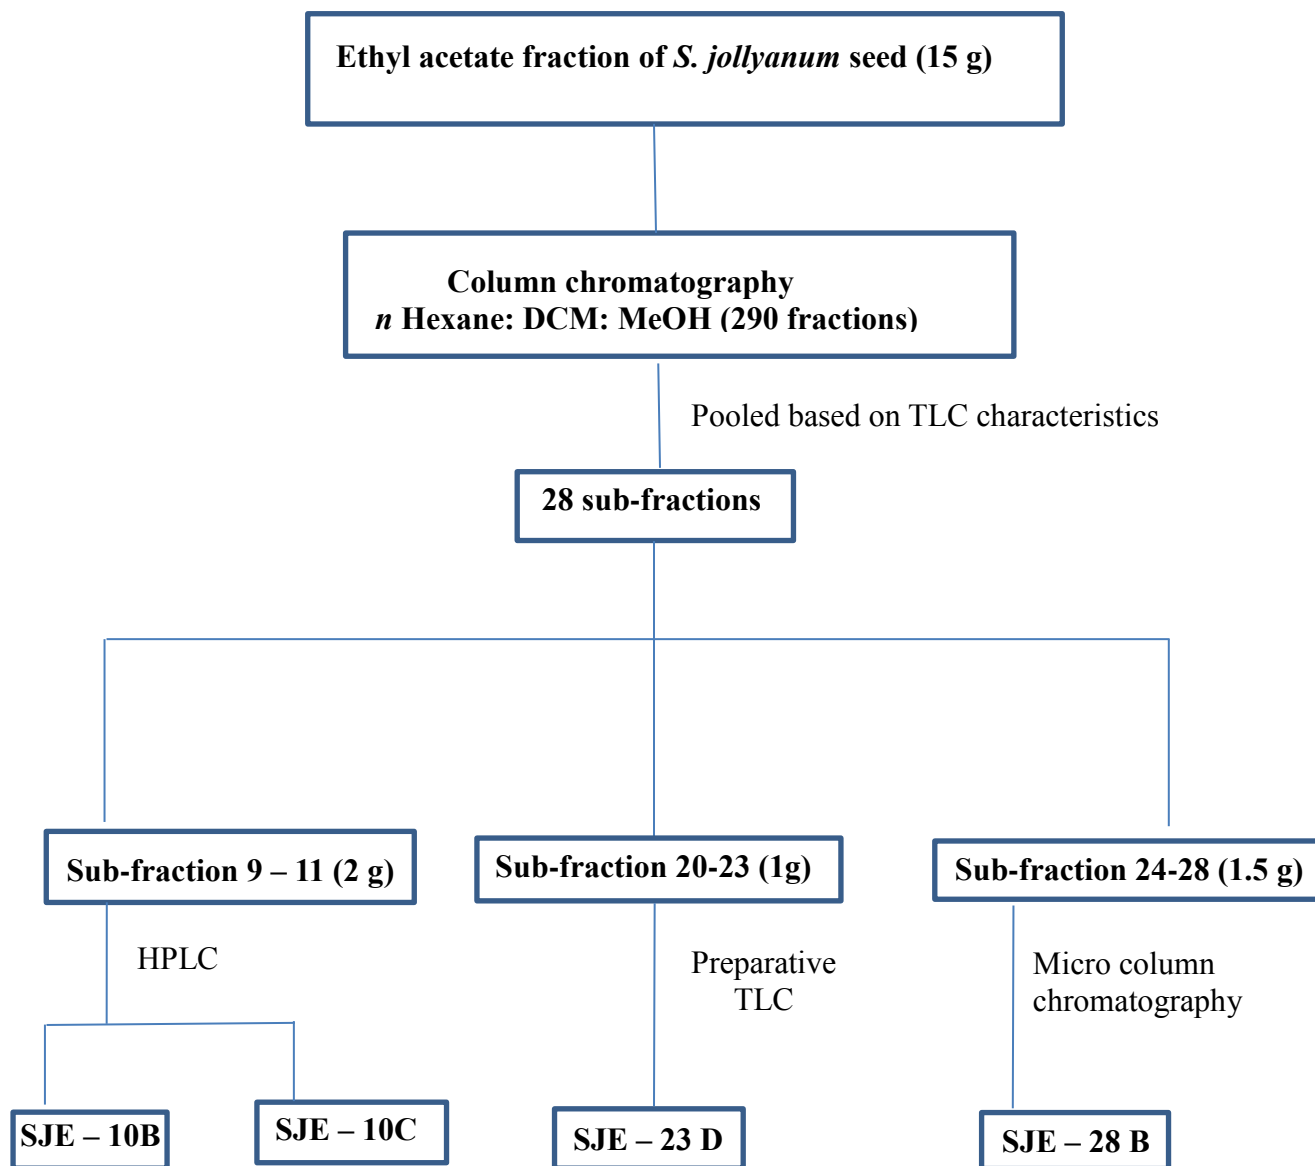 Ethyl acetate fraction of S. jollyanum seed (15 g)
Column chromatography
n Hexane: DCM: MeOH (290 fractions)
Pooled based on TLC characteristics
28 sub-fractions
Sub-fraction 9 – 11 (2 g)
Sub-fraction 20-23 (1g)
Sub-fraction 24-28 (1.5 g)
HPLC
Preparative
TLC
Micro column
chromatography
SJE – 10B
SJE – 10C
SJE – 23 D
SJE – 28 B